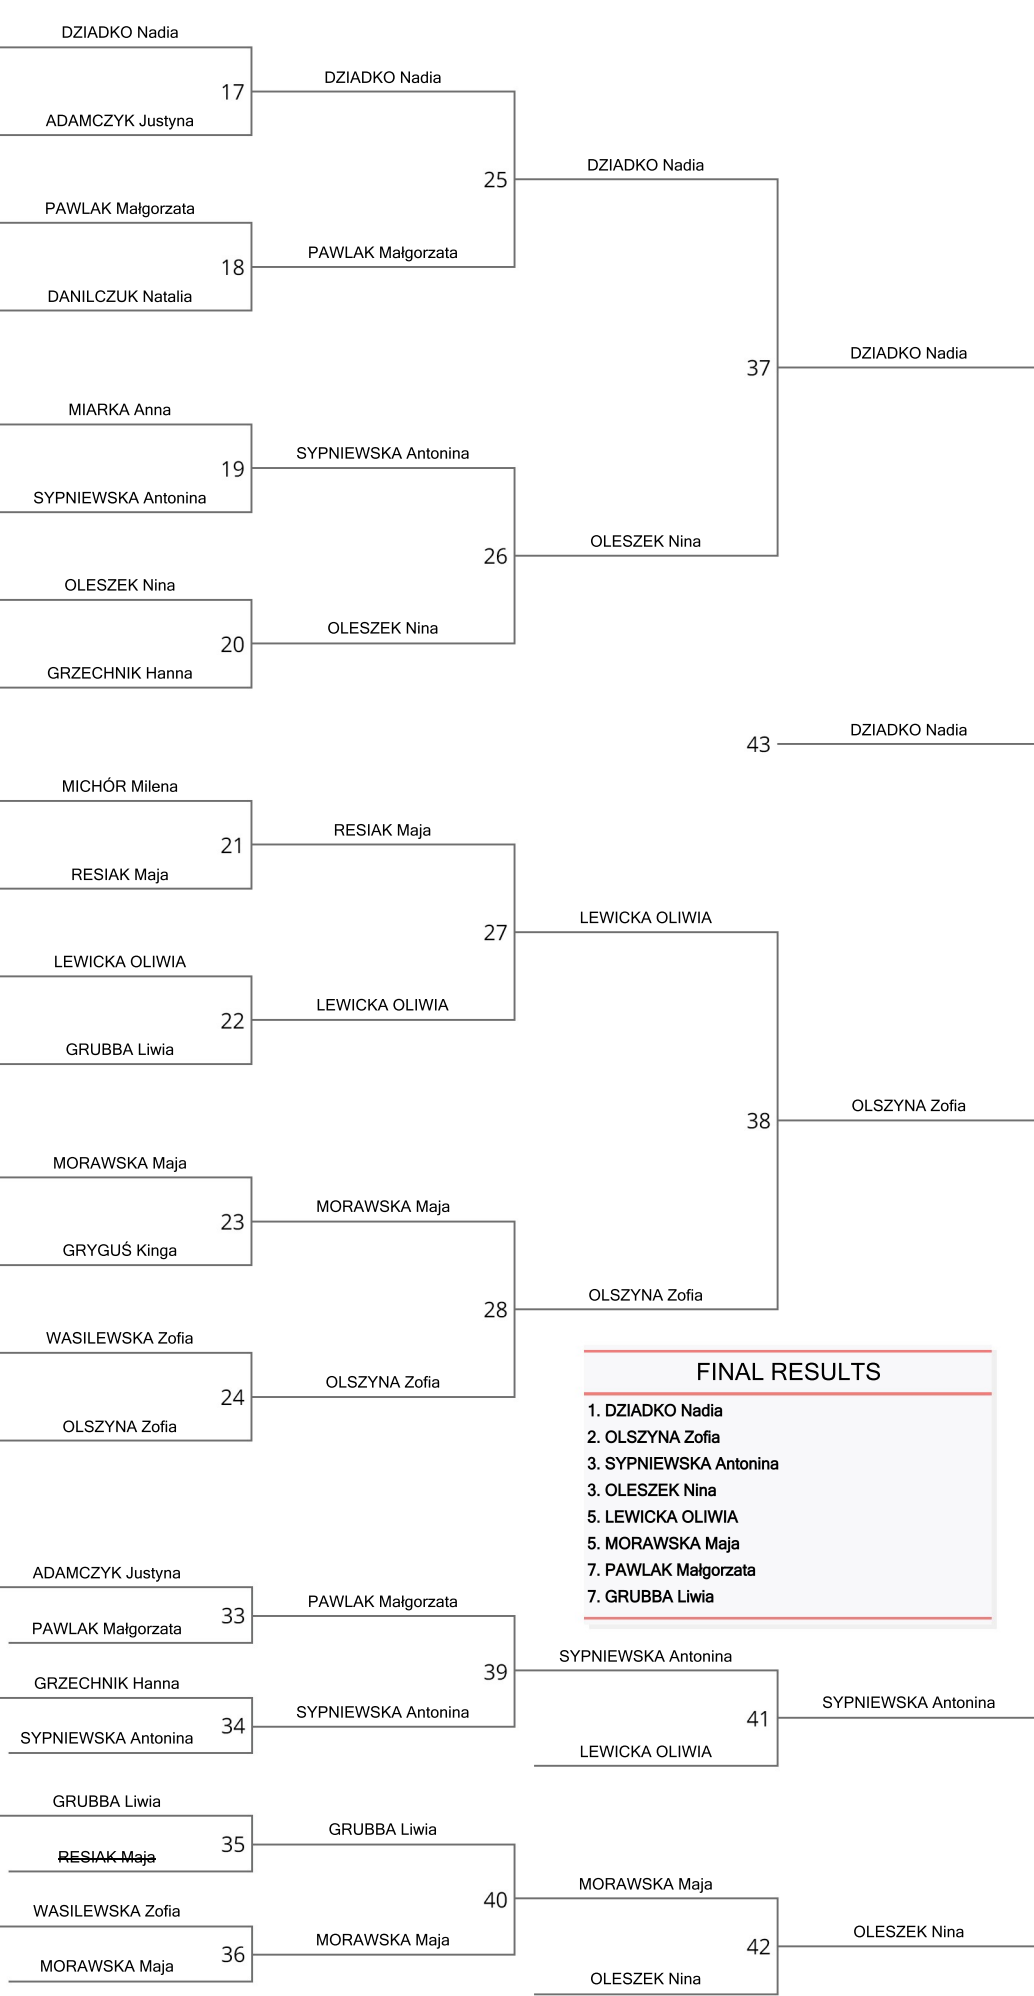 DZIADKO Nadia
17
DZIADKO Nadia
ADAMCZYK Justyna
25
DZIADKO Nadia
PAWLAK Małgorzata
18
PAWLAK Małgorzata
DANILCZUK Natalia
37
DZIADKO Nadia
MIARKA Anna
19
SYPNIEWSKA Antonina
SYPNIEWSKA Antonina
26
OLESZEK Nina
OLESZEK Nina
20
OLESZEK Nina
GRZECHNIK Hanna
43
DZIADKO Nadia
MICHÓR Milena
21
RESIAK Maja
RESIAK Maja
27
LEWICKA OLIWIA
LEWICKA OLIWIA
22
LEWICKA OLIWIA
GRUBBA Liwia
38
OLSZYNA Zofia
MORAWSKA Maja
23
MORAWSKA Maja
GRYGUŚ Kinga
28
OLSZYNA Zofia
WASILEWSKA Zofia
24
OLSZYNA Zofia
OLSZYNA Zofia
FINAL RESULTS
1. DZIADKO Nadia
2. OLSZYNA Zofia
3. SYPNIEWSKA Antonina
3. OLESZEK Nina
5. LEWICKA OLIWIA
5. MORAWSKA Maja
7. PAWLAK Małgorzata
7. GRUBBA Liwia
ADAMCZYK Justyna
33
PAWLAK Małgorzata
PAWLAK Małgorzata
39
SYPNIEWSKA Antonina
GRZECHNIK Hanna
34
SYPNIEWSKA Antonina
SYPNIEWSKA Antonina
41
SYPNIEWSKA Antonina
LEWICKA OLIWIA
GRUBBA Liwia
35
GRUBBA Liwia
RESIAK Maja
40
MORAWSKA Maja
WASILEWSKA Zofia
36
MORAWSKA Maja
MORAWSKA Maja
42
OLESZEK Nina
OLESZEK Nina